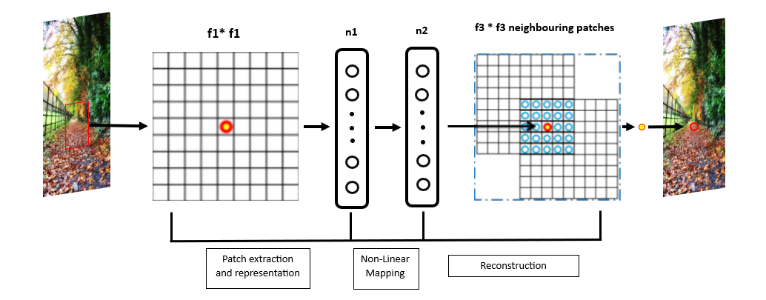 f1* f1
n1
n2
f3 * f3 neighbouring patches
Patch extraction
and representation
Non-Linear
Mapping
Reconstruction